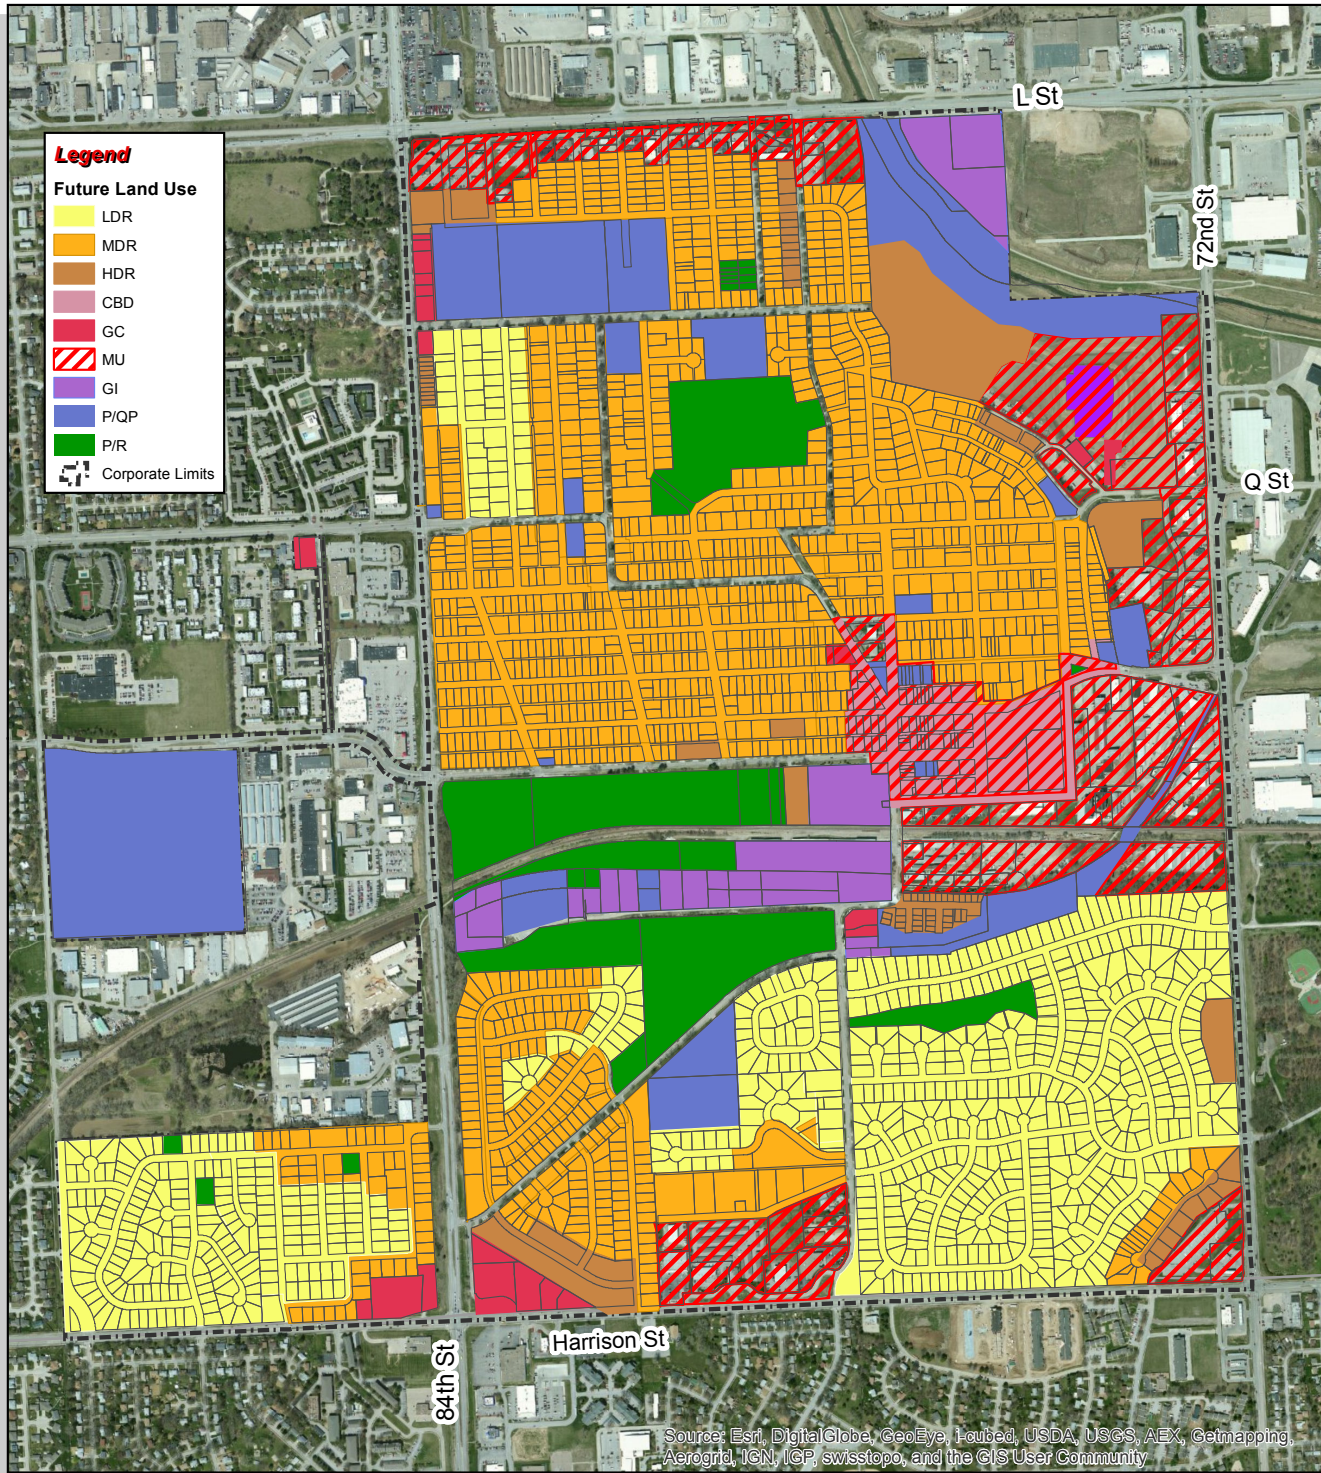 L St
Legend
Future Land Use
LDR
MDR
HDR
CBD
GC
MU
GI
P/QP
P/R
Corporate Limits
72nd St
Q St
Harrison St
84th St
Source: Esri, DigitalGlobe, GeoEye, i-cubed, USDA, USGS, AEX, Getmapping,
Aerogrid, IGN, IGP, swisstopo, and the GIS User Community